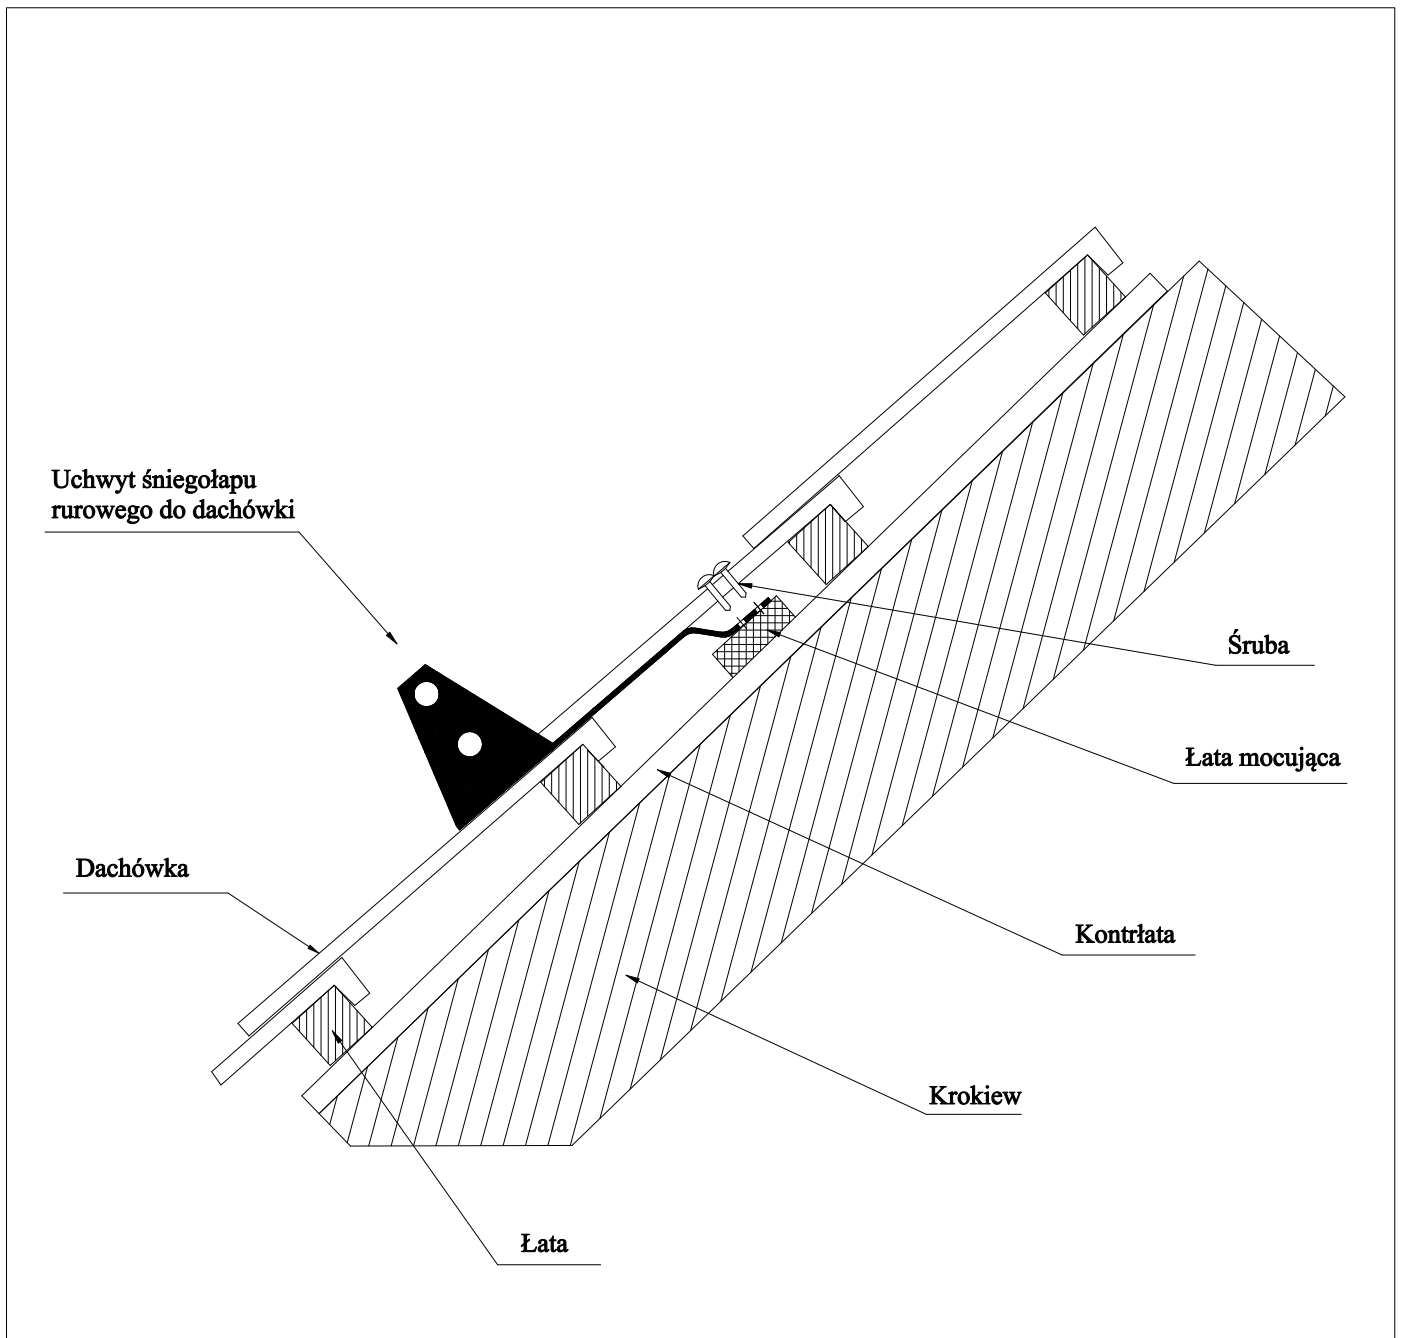 Uchwyt śniegołapu
rurowego do dachówki
Śruba
Łata mocująca
Dachówka
Kontrłata
Krokiew
Łata